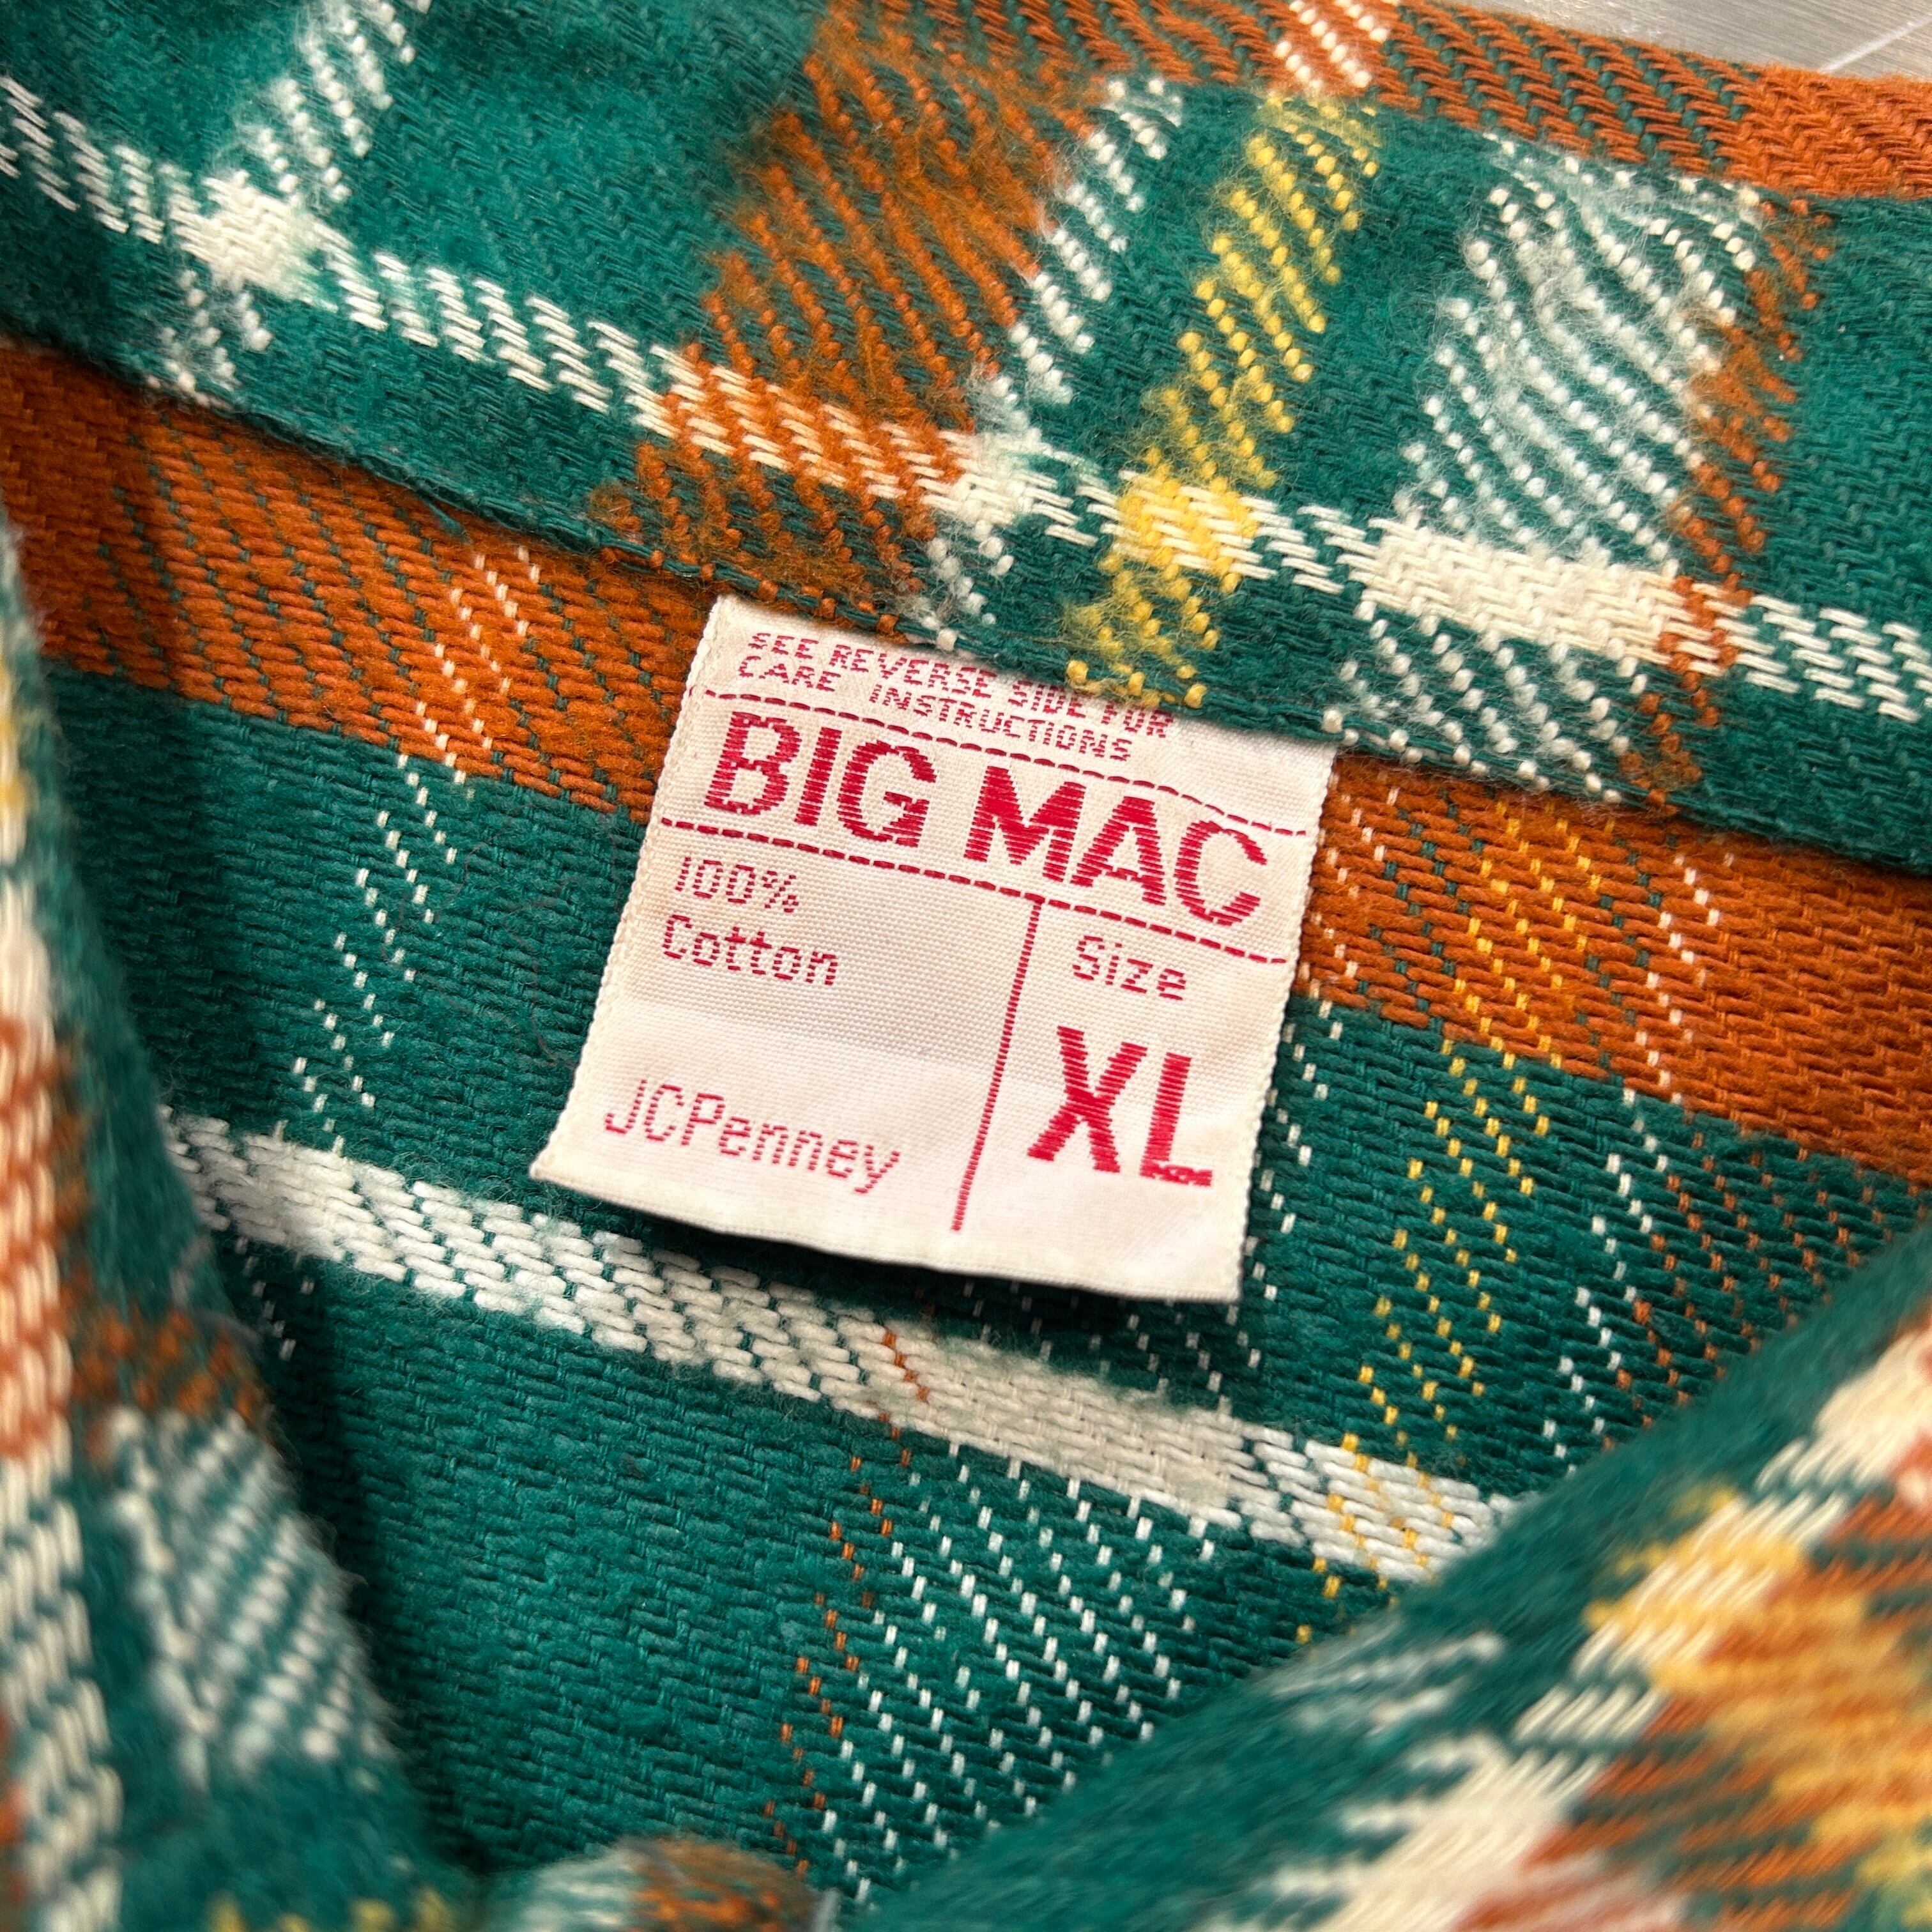 SEE REVERSE SIDE FOR
CARE INSTRUCTIONS
BIG MAC
100%
Cotton
Size
XL
JCPenney